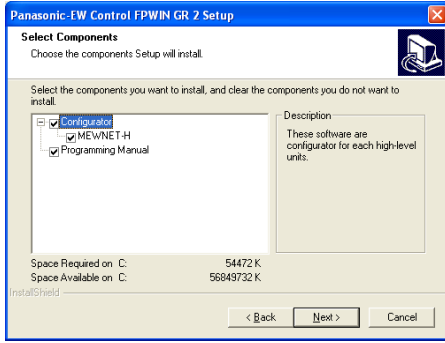 Panasonic-EW Control FPWIN GR 2 Setup
Select Components
Choose the components Setup will install.
Select the components you want to install, and clear the components you do not want to
install.
Configurator
MEWNET-H
Programming Manual
Description
These software are
configurator for each high-level
units.
Space Required on C: 54472 K
Space Available on C: 56849732 K
InstallShield
< Back Next > Cancel